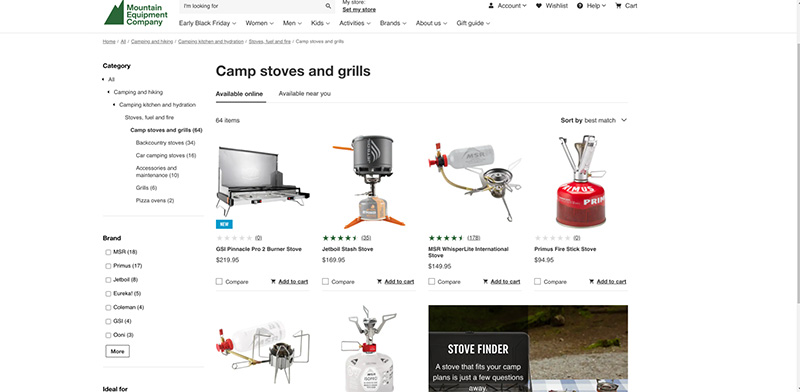 Mountain
Equipment
Company
I'm looking for
My store:
Set my store
Account
Wishlist
Help
Cart
Early Black Friday
Women
Men
Kids
Activities
Brands
About us
Gift guide
Home / All / Camping and hiking / Camping kitchen and hydration / Stoves, fuel and fire / Camp stoves and grills
Category
All
Camping and hiking
Camping kitchen and hydration
Stoves, fuel and fire
Camp stoves and grills (64)
Backcountry stoves (34)
Car camping stoves (16)
Accessories and
maintenance (10)
Grills (6)
Pizza ovens (2)
Brand
MSR (18)
Primus (17)
Jetboil (8)
Eureka! (5)
Coleman (4)
GSI (4)
Ooni (3)
More
Ideal for
Camp stoves and grills
Available online
Available near you
64 items
Sort by best match
NEW
(0)
GSI Pinnacle Pro 2 Burner Stove
$219.95
Compare
Add to cart
JETBOIL
(35)
Jetboil Stash Stove
$169.95
Compare
Add to cart
MSR
(178)
MSR WhisperLite International
Stove
$149.95
Compare
Add to cart
PRIMUS
PRIM
(0)
Primus Fire Stick Stove
$94.95
Compare
Add to cart
STOVE FINDER
A stove that fits your camp
plans is just a few questions
away.